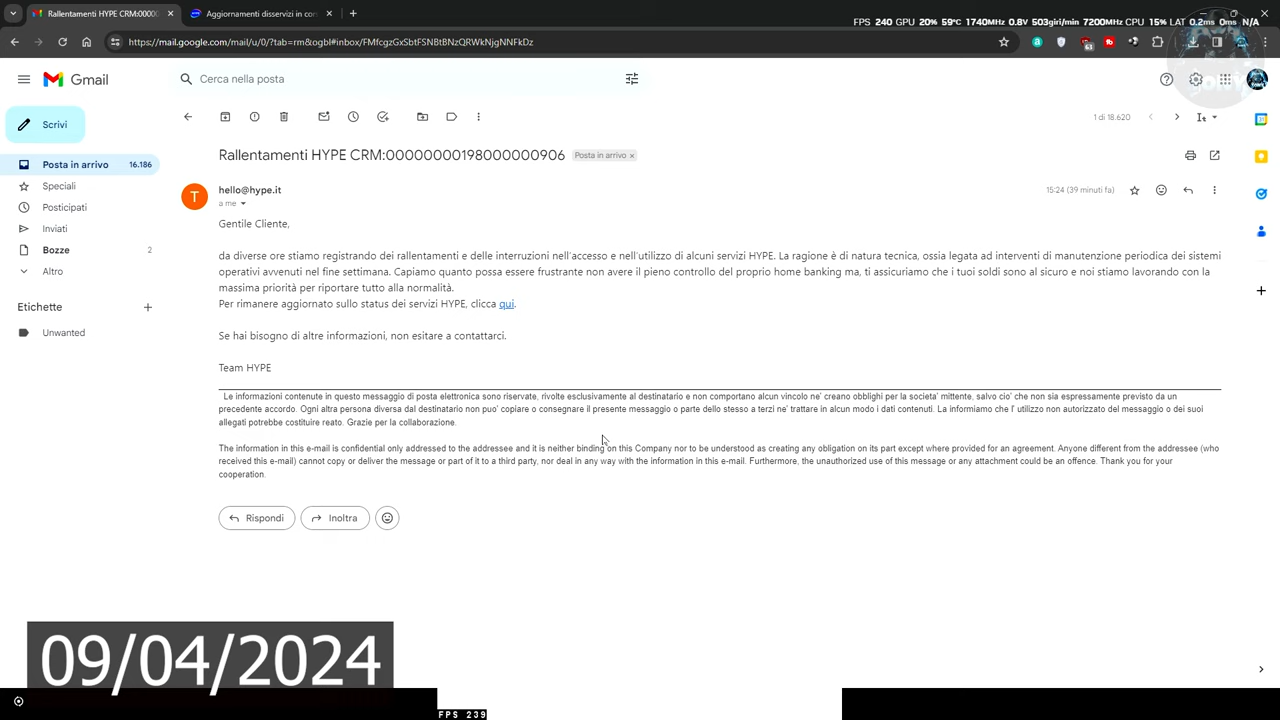 Rallentamenti HYPE CRM:0000
Aggiornamenti disservizi in cor
FPS 240 GPU 20% 59°C 1740MHz 0.8V 503giri/min 7200MHz CPU 15% LAT 0.2ms 0ms N/A
https://mail.google.com/mail/u/0/?tab=rm&ogbl#inbox/FMfcgzGxSbtFSNBtBNzQRWkNjgNNFkDz
Gmail
Cerca nella posta
Scrivi
1 di 18.620
Rallentamenti HYPE CRM:00000000198000000906 Posta in arrivo x
Posta in arrivo 16.186
Speciali
Posticipati
Inviati
Bozze 2
Altro
Etichette
Unwanted
T
hello@hype.it
15:24 (39 minuti fa)
a me
Gentile Cliente,
da diverse ore stiamo registrando dei rallentamenti e delle interruzioni nell'accesso e nell'utilizzo di alcuni servizi HYPE. La ragione è di natura tecnica, ossia legata ad interventi di manutenzione periodica dei sistemi
operativi avvenuti nel fine settimana. Capiamo quanto possa essere frustrante non avere il pieno controllo del proprio home banking ma, ti assicuriamo che i tuoi soldi sono al sicuro e noi stiamo lavorando con la
massima priorità per riportare tutto alla normalità.
Per rimanere aggiornato sullo status dei servizi HYPE, clicca qui.
Se hai bisogno di altre informazioni, non esitare a contattarci.
Team HYPE
Le informazioni contenute in questo messaggio di posta elettronica sono riservate, rivolte esclusivamente al destinatario e non comportano alcun vincolo ne' creano obblighi per la societa' mittente, salvo cio' che non sia espressamente previsto da un
precedente accordo. Ogni altra persona diversa dal destinatario non puo' copiare o consegnare il presente messaggio o parte dello stesso a terzi ne' trattare in alcun modo i dati contenuti. La informiamo che l' utilizzo non autorizzato del messaggio o dei suoi
allegati potrebbe costituire reato. Grazie per la collaborazione.
The information in this e-mail is confidential only addressed to the addressee and it is neither binding on this Company nor to be understood as creating any obligation on its part except where provided for an agreement. Anyone different from the addressee (who
received this e-mail) cannot copy or deliver the message or part of it to a third party, nor deal in any way with the information in this e-mail. Furthermore, the unauthorized use of this message or any attachment could be an offence. Thank you for your
cooperation.
Rispondi
Inoltra
09/04/2024
FPS 239